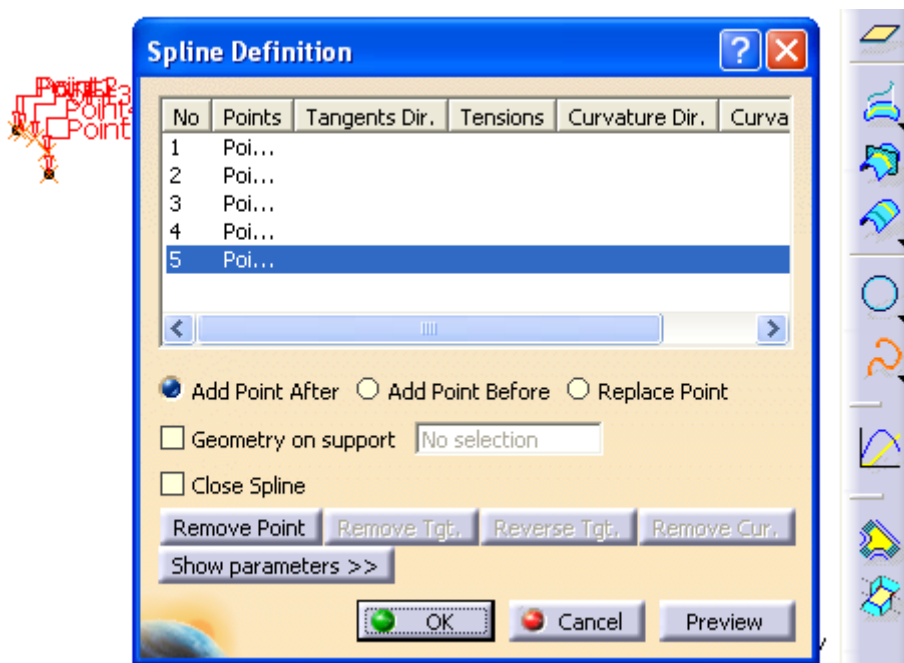 Spline Definition
Point
Point
No Points Tangents Dir. Tensions Curvature Dir. Curva
1 Poi...
2 Poi...
3 Poi...
4 Poi...
5 Poi...
Add Point After Add Point Before Replace Point
Geometry on support No selection
Close Spline
Remove Point Remove Tgt. Reverse Tgt. Remove Cur.
Show parameters >>
OK Cancel Preview